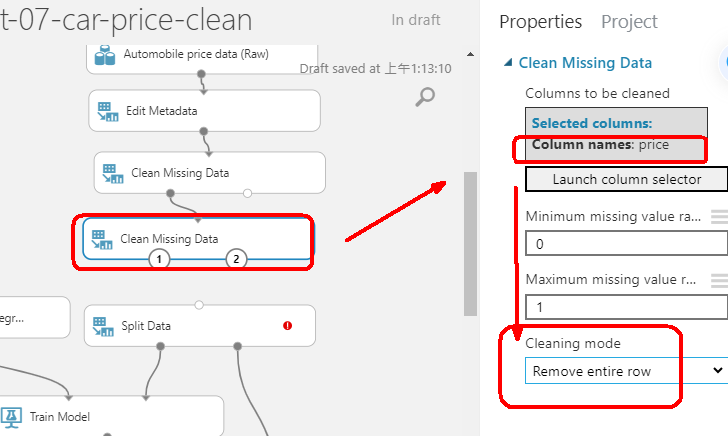 t-07-car-price-clean
In draft
Automobile price data (Raw)
Draft saved at 上午1:13:10
Edit Metadata
Clean Missing Data
Clean Missing Data
1
2
egr...
Split Data
Train Model
Properties
Project
Clean Missing Data
Columns to be cleaned
Selected columns:
Column names: price
Launch column selector
Minimum missing value ra...
0
Maximum missing value r...
1
Cleaning mode
Remove entire row